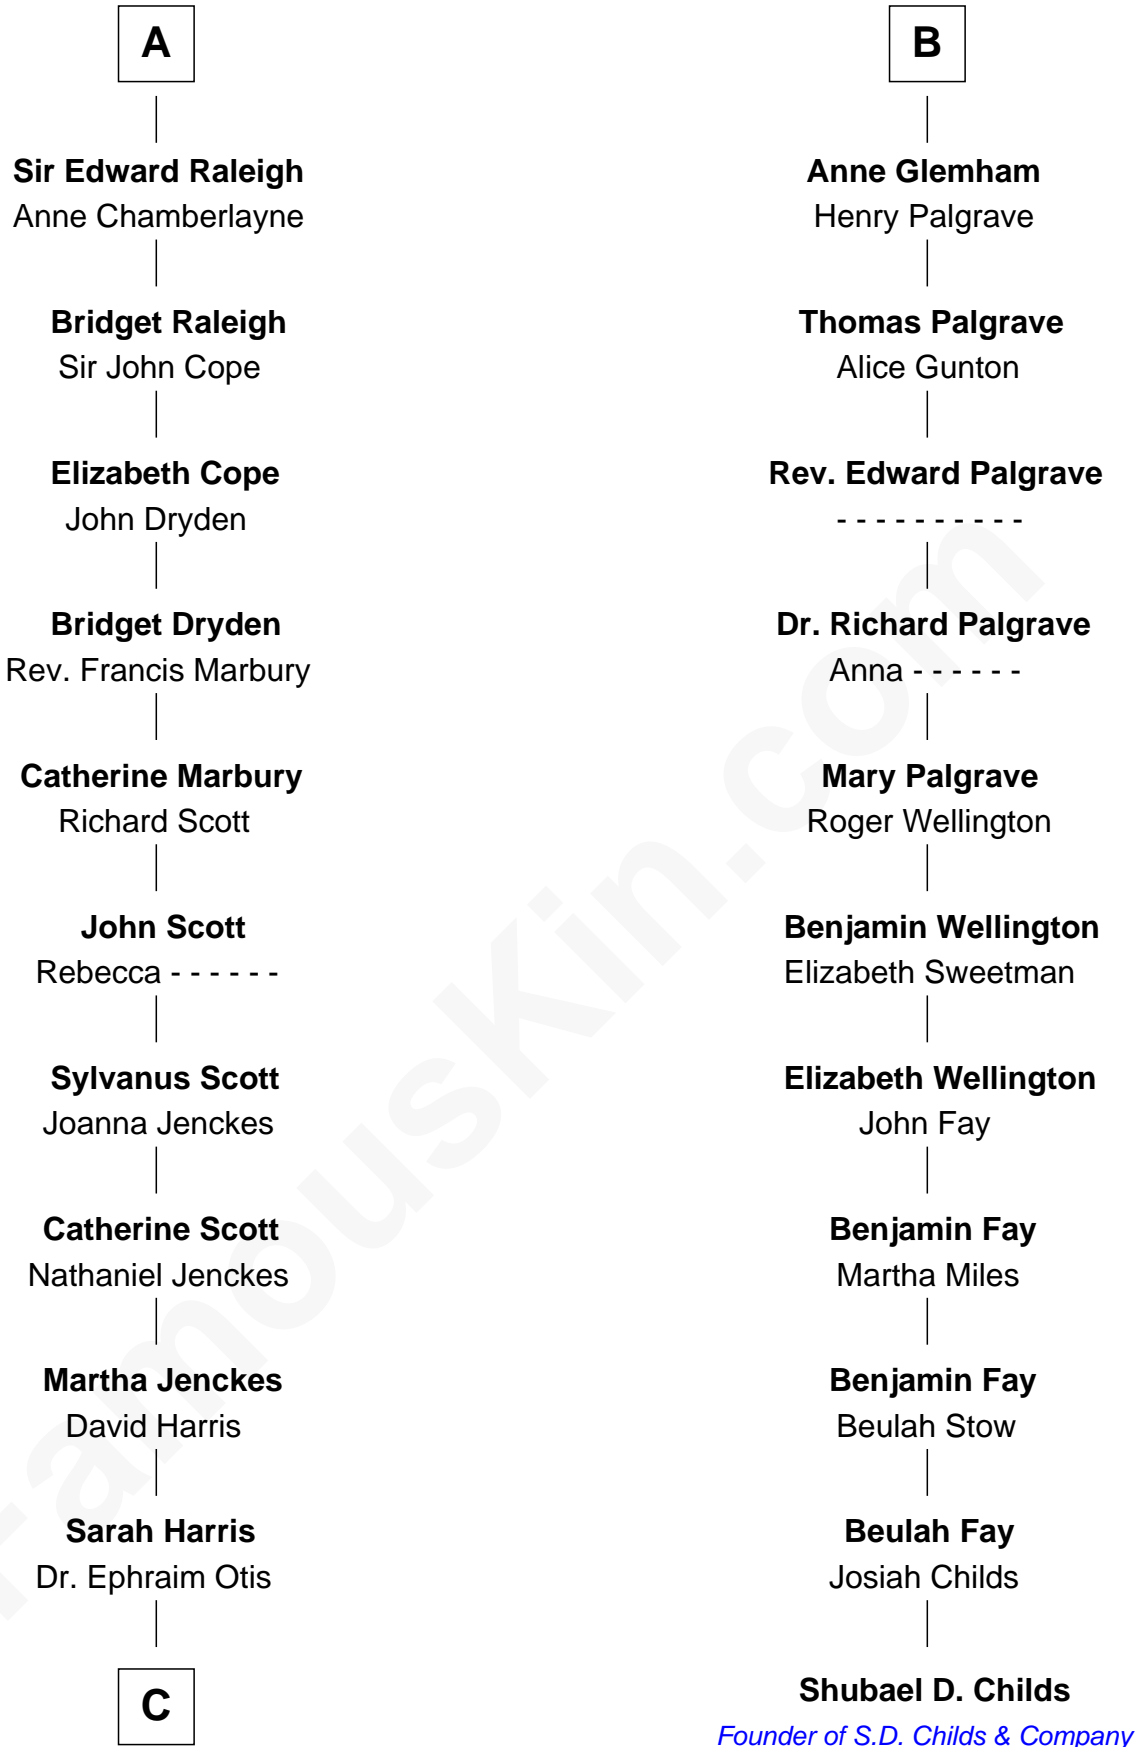 A
Sir Edward Raleigh
Anne Chamberlayne
Bridget Raleigh
Sir John Cope
Elizabeth Cope
John Dryden
Bridget Dryden
Rev. Francis Marbury
Catherine Marbury
Richard Scott
John Scott
Rebecca - - - - - -
Sylvanus Scott
Joanna Jenckes
Catherine Scott
Nathaniel Jenckes
Martha Jenckes
David Harris
Sarah Harris
Dr. Ephraim Otis
C
B
Anne Glemham
Henry Palgrave
Thomas Palgrave
Alice Gunton
Rev. Edward Palgrave
- - - - - - - - - -
Dr. Richard Palgrave
Anna - - - - - -
Mary Palgrave
Roger Wellington
Benjamin Wellington
Elizabeth Sweetman
Elizabeth Wellington
John Fay
Benjamin Fay
Martha Miles
Benjamin Fay
Beulah Stow
Beulah Fay
Josiah Childs
Shubael D. Childs
Founder of S.D. Childs & Company
FamousKin.com